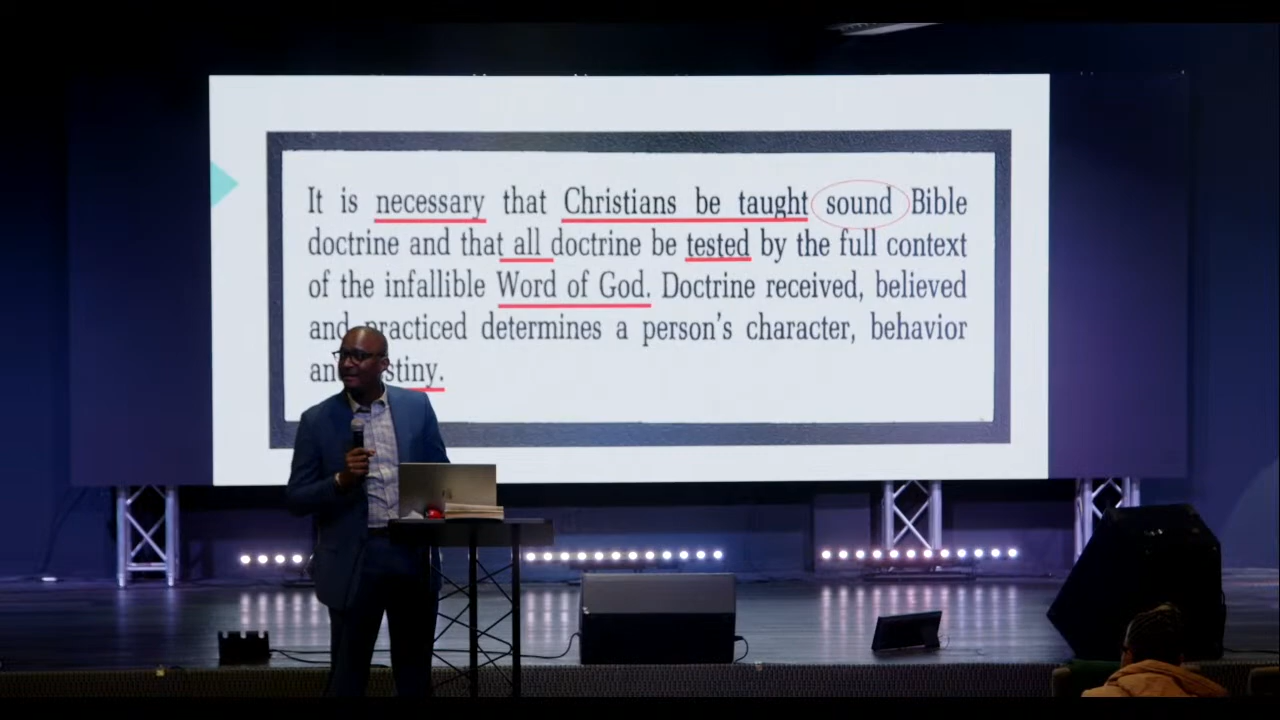 It is necessary that Christians be taught sound Bible
doctrine and that all doctrine be tested by the full context
of the infallible Word of God. Doctrine received, believed
and practiced determines a person's character, behavior